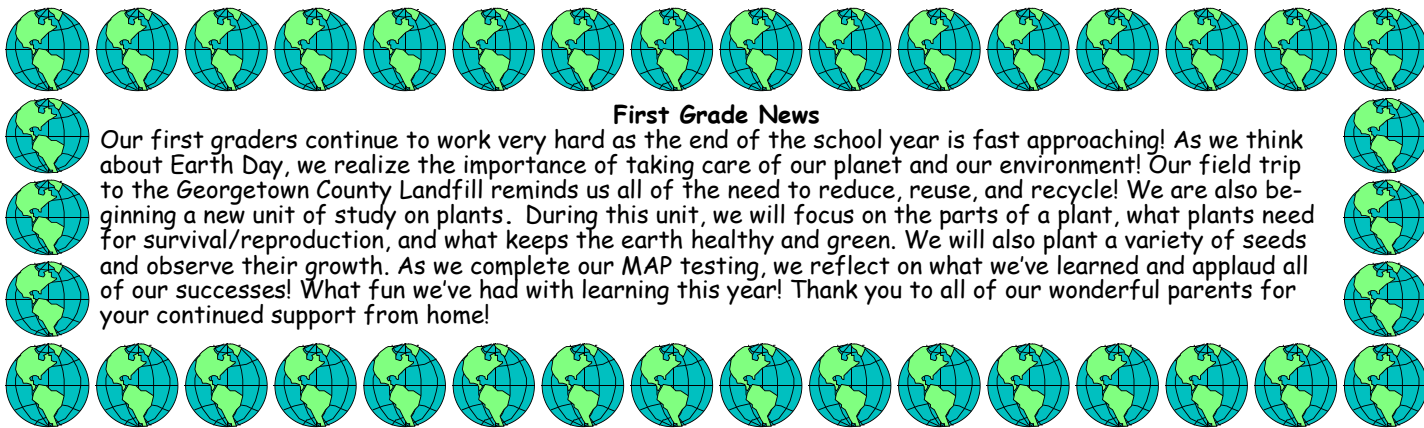 First Grade News
Our first graders continue to work very hard as the end of the school year is fast approaching! As we think
about Earth Day, we realize the importance of taking care of our planet and our environment! Our field trip
to the Georgetown County Landfill reminds us all of the need to reduce, reuse, and recycle! We are also be-
ginning a new unit of study on plants. During this unit, we will focus on the parts of a plant, what plants need
for survival/reproduction, and what keeps the earth healthy and green. We will also plant a variety of seeds
and observe their growth. As we complete our MAP testing, we reflect on what we've learned and applaud all
of our successes! What fun we've had with learning this year! Thank you to all of our wonderful parents for
your continued support from home!